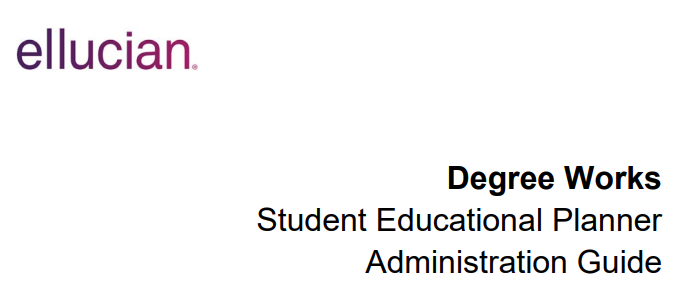 ellucian®
Degree Works
Student Educational Planner
Administration Guide